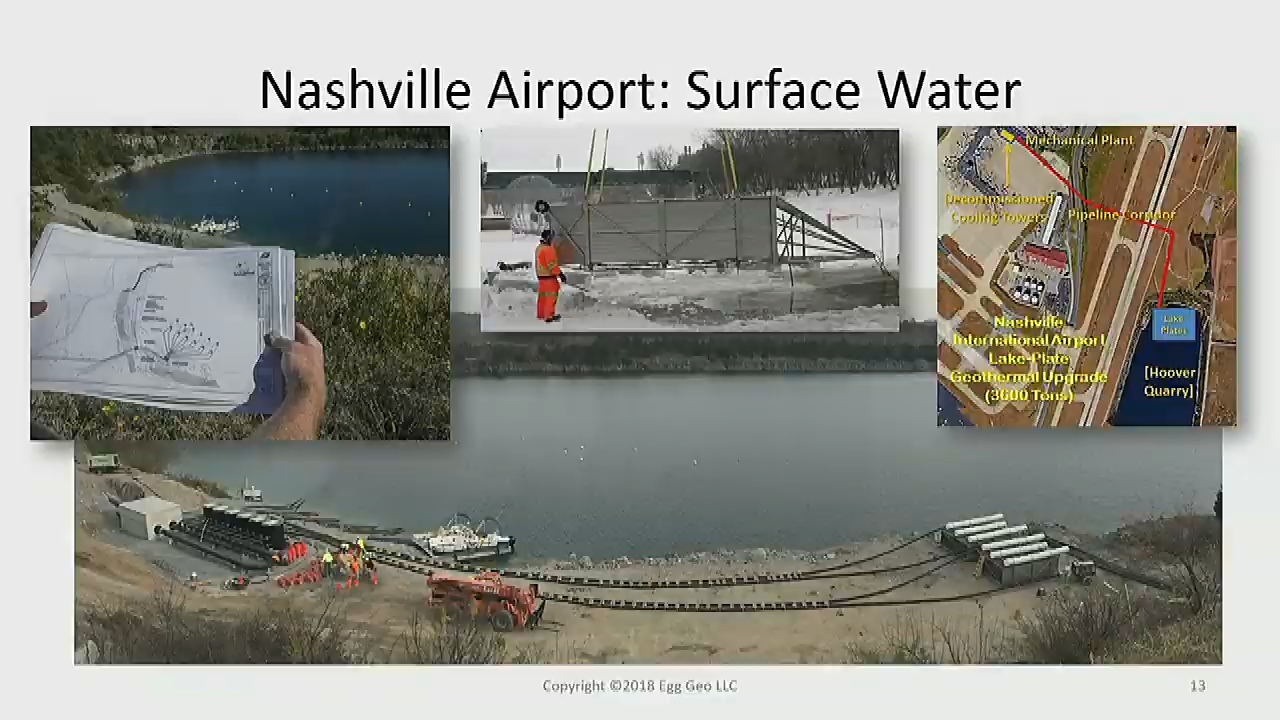 Nashville Airport: Surface Water
Mechanical Plant
Decommissioned
Cooling Towers
Pipeline Corridor
Lake
Plates
Nashville
International Airport
Lake-Plate
Geothermal Upgrade
(3600 Tons)
[Hoover
Quarry]
Copyright ©2018 Egg Geo LLC
13